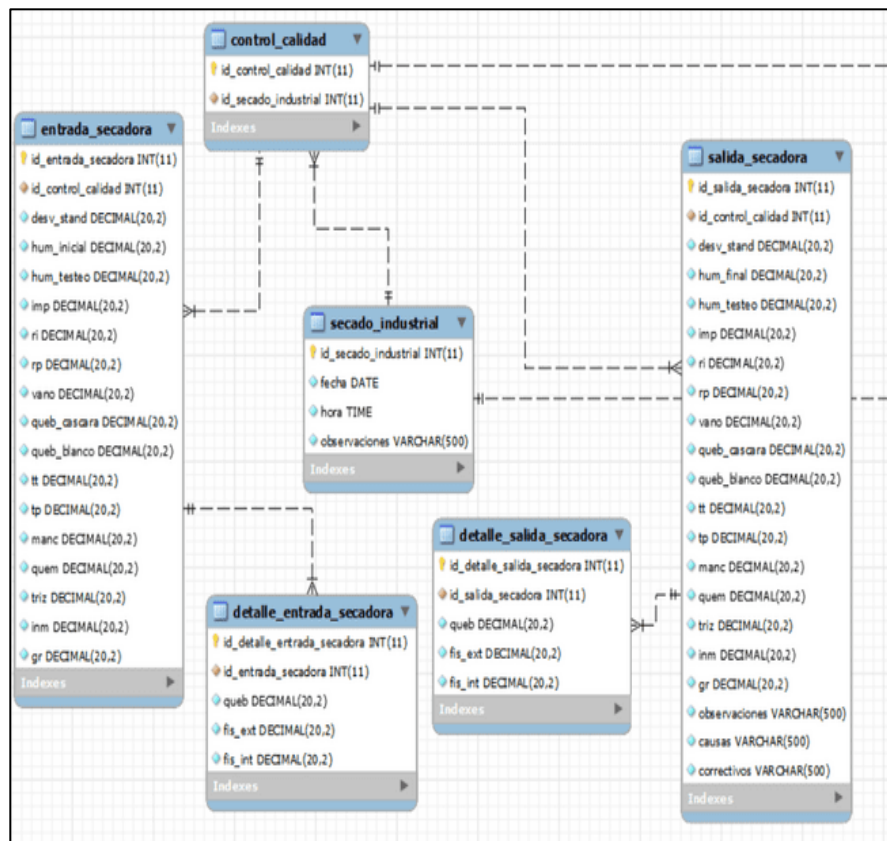 control_calidad
id_control_calidad INT(11)
id_secado_industrial INT(11)
Indexes
entrada_secadora
id_entrada_secadora INT(11)
id_control_calidad INT(11)
desv_stand DECIMAL(20,2)
hum_inicial DECIMAL(20,2)
hum_testeo DECIMAL(20,2)
imp DECIMAL(20,2)
ri DECIMAL(20,2)
rp DECIMAL(20,2)
vano DECIMAL(20,2)
queb_cascara DECIMAL(20,2)
queb_blanco DECIMAL(20,2)
tt DECIMAL(20,2)
tp DECIMAL(20,2)
manc DECIMAL(20,2)
quem DECIMAL(20,2)
triz DECIMAL(20,2)
inm DECIMAL(20,2)
gr DECIMAL(20,2)
Indexes
secado_industrial
id_secado_industrial INT(11)
fecha DATE
hora TIME
observaciones VARCHAR(500)
Indexes
detalle_entrada_secadora
id_detalle_entrada_secadora INT(11)
id_entrada_secadora INT(11)
queb DECIMAL(20,2)
fis_ext DECIMAL(20,2)
fis_int DECIMAL(20,2)
Indexes
detalle_salida_secadora
id_detalle_salida_secadora INT(11)
id_salida_secadora INT(11)
queb DECIMAL(20,2)
fis_ext DECIMAL(20,2)
fis_int DECIMAL(20,2)
Indexes
salida_secadora
id_salida_secadora INT(11)
id_control_calidad INT(11)
desv_stand DECIMAL(20,2)
hum_final DECIMAL(20,2)
hum_testeo DECIMAL(20,2)
imp DECIMAL(20,2)
ri DECIMAL(20,2)
rp DECIMAL(20,2)
vano DECIMAL(20,2)
queb_cascara DECIMAL(20,2)
queb_blanco DECIMAL(20,2)
tt DECIMAL(20,2)
tp DECIMAL(20,2)
manc DECIMAL(20,2)
quem DECIMAL(20,2)
triz DECIMAL(20,2)
inm DECIMAL(20,2)
gr DECIMAL(20,2)
observaciones VARCHAR(500)
causas VARCHAR(500)
correctivos VARCHAR(500)
Indexes